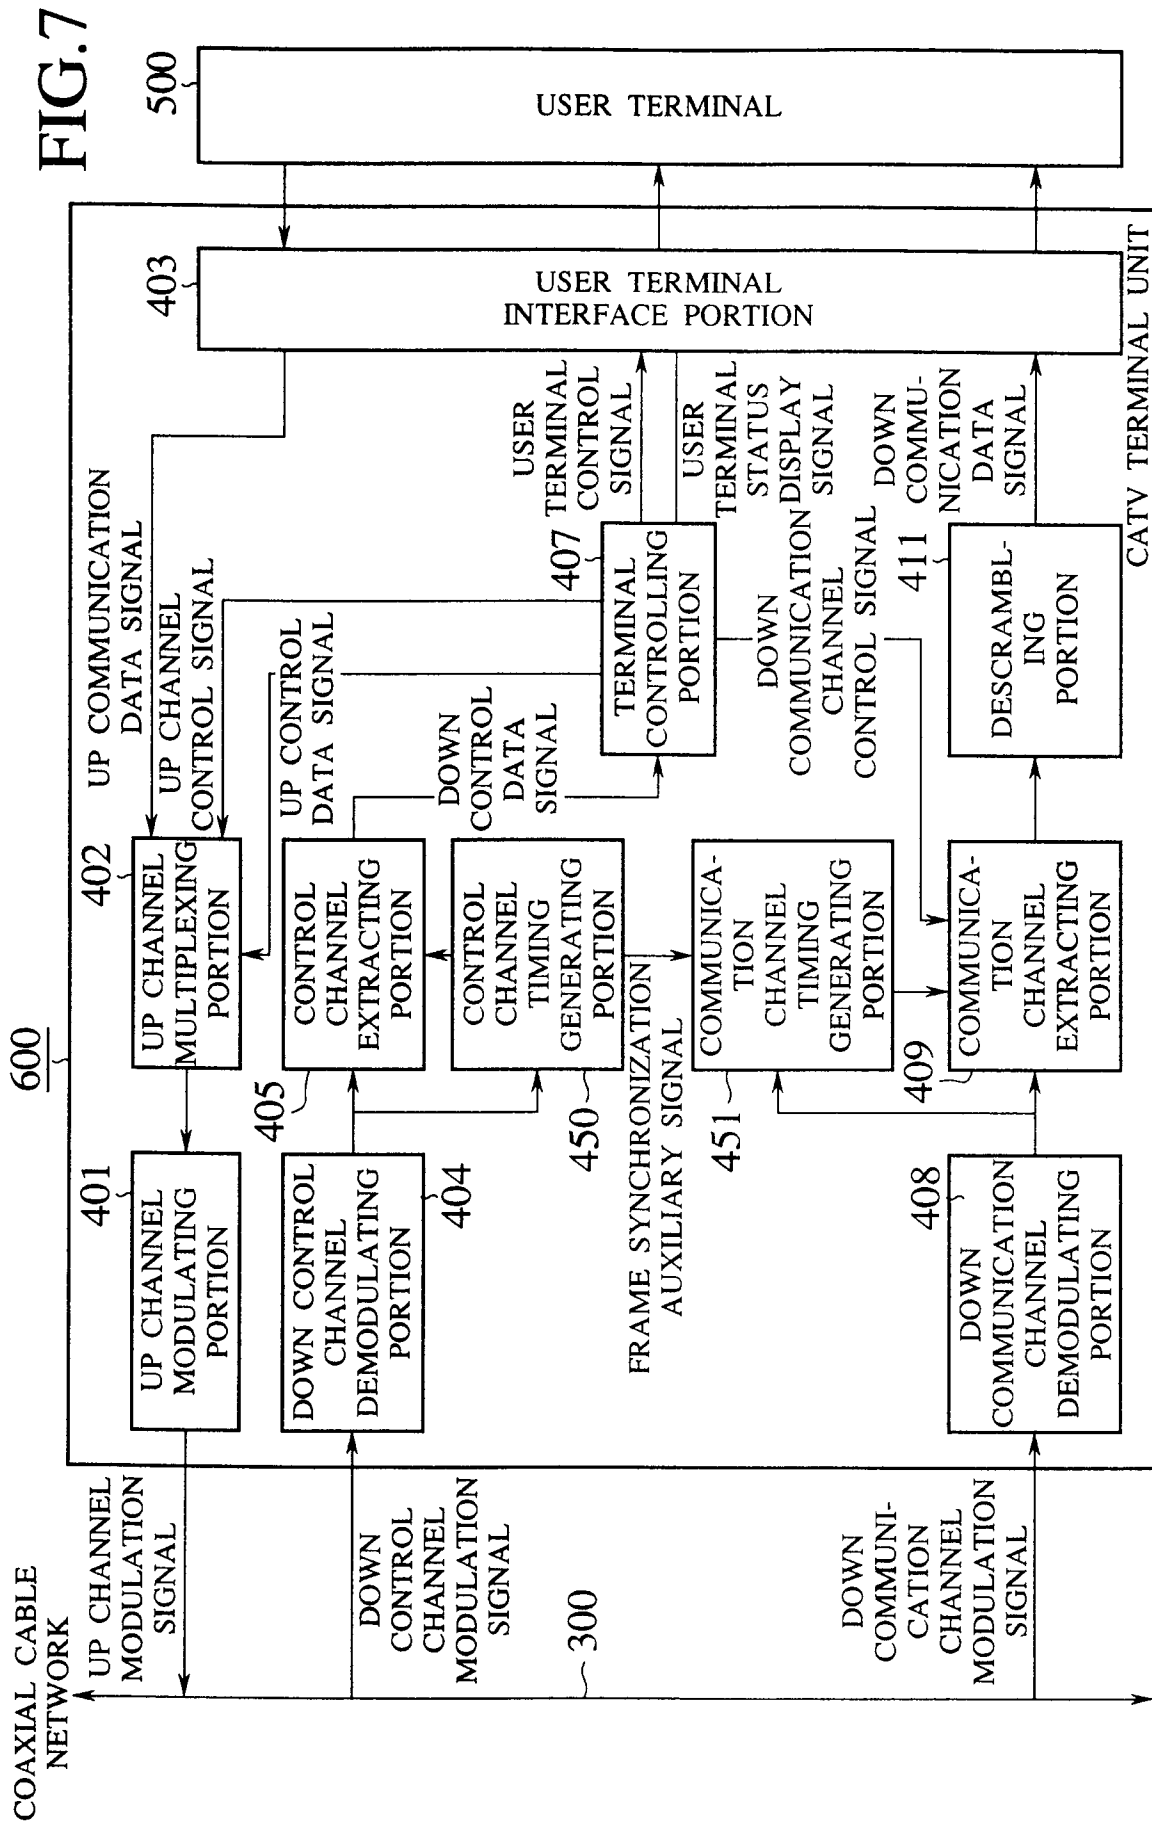 FIG.7
COAXIAL CABLE
NETWORK
600
UP CHANNEL
MODULATION
SIGNAL
401
UP CHANNEL
MODULATING
PORTION
402
UP CHANNEL
MULTIPLEXING
PORTION
UP COMMUNICATION
DATA SIGNAL
UP CHANNEL
CONTROL SIGNAL
403
USER TERMINAL
INTERFACE PORTION
500
USER TERMINAL
DOWN
CONTROL
CHANNEL
MODULATION
SIGNAL
DOWN CONTROL
CHANNEL
DEMODULATING
PORTION
404
405
CONTROL
CHANNEL
EXTRACTING
PORTION
UP CONTROL
DATA SIGNAL
DOWN
CONTROL
DATA
SIGNAL
CONTROL
CHANNEL
TIMING
GENERATING
PORTION
450
407
TERMINAL
CONTROLLING
PORTION
USER
TERMINAL
CONTROL
SIGNAL
USER
TERMINAL
STATUS
DISPLAY
SIGNAL
300
FRAME SYNCHRONIZATION
AUXILIARY SIGNAL
451
COMMUNICA-
TION
CHANNEL
TIMING
GENERATING
PORTION
DOWN
COMMUNICATION
CHANNEL
CONTROL SIGNAL
DOWN
COMMUNI-
CATION
CHANNEL
MODULATION
SIGNAL
408
DOWN
COMMUNICATION
CHANNEL
DEMODULATING
PORTION
409
COMMUNICA-
TION
CHANNEL
EXTRACTING
PORTION
411
DESCRAMBL-
ING
PORTION
DOWN
COMMU-
NICATION
DATA
SIGNAL
CATV TERMINAL UNIT